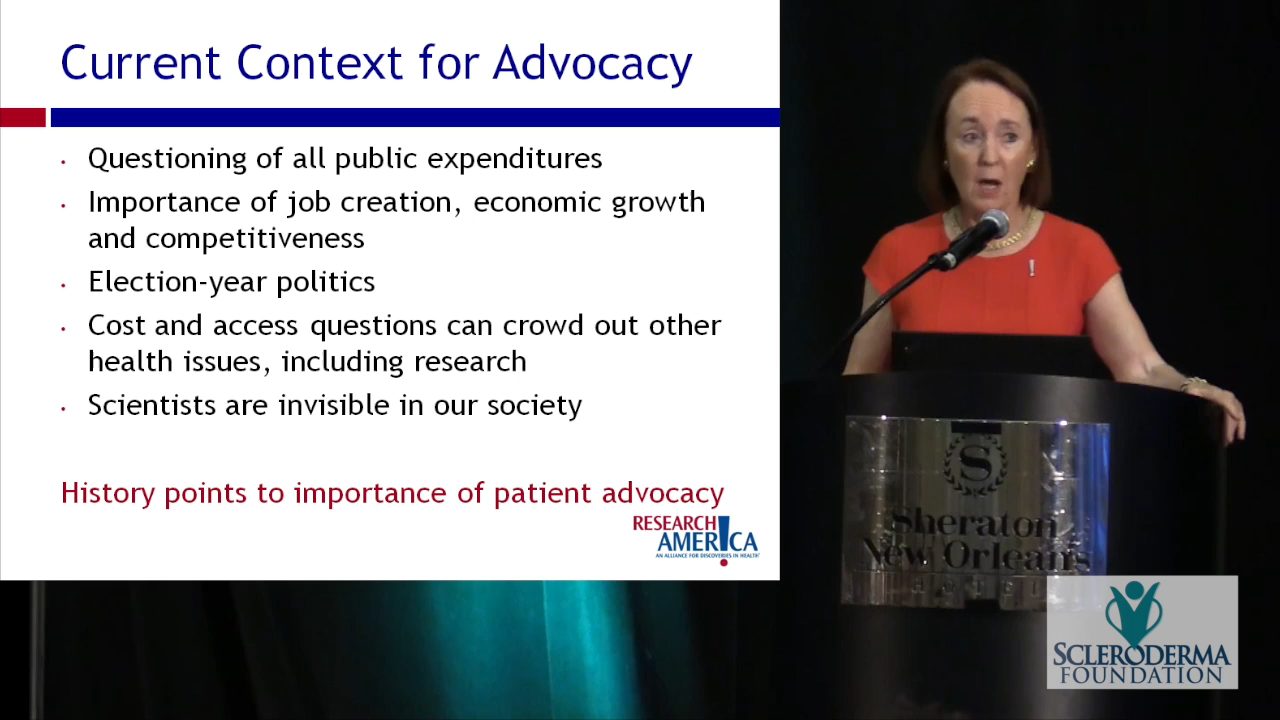 Current Context for Advocacy
• Questioning of all public expenditures
• Importance of job creation, economic growth
and competitiveness
• Election-year politics
• Cost and access questions can crowd out other
health issues, including research
• Scientists are invisible in our society
History points to importance of patient advocacy
RESEARCH
AMERICA
AN ALLIANCE FOR DISCOVERIES IN HEALTH
S
Sheraton
New Orleans
HOTEL
SCLERODERMA
FOUNDATION